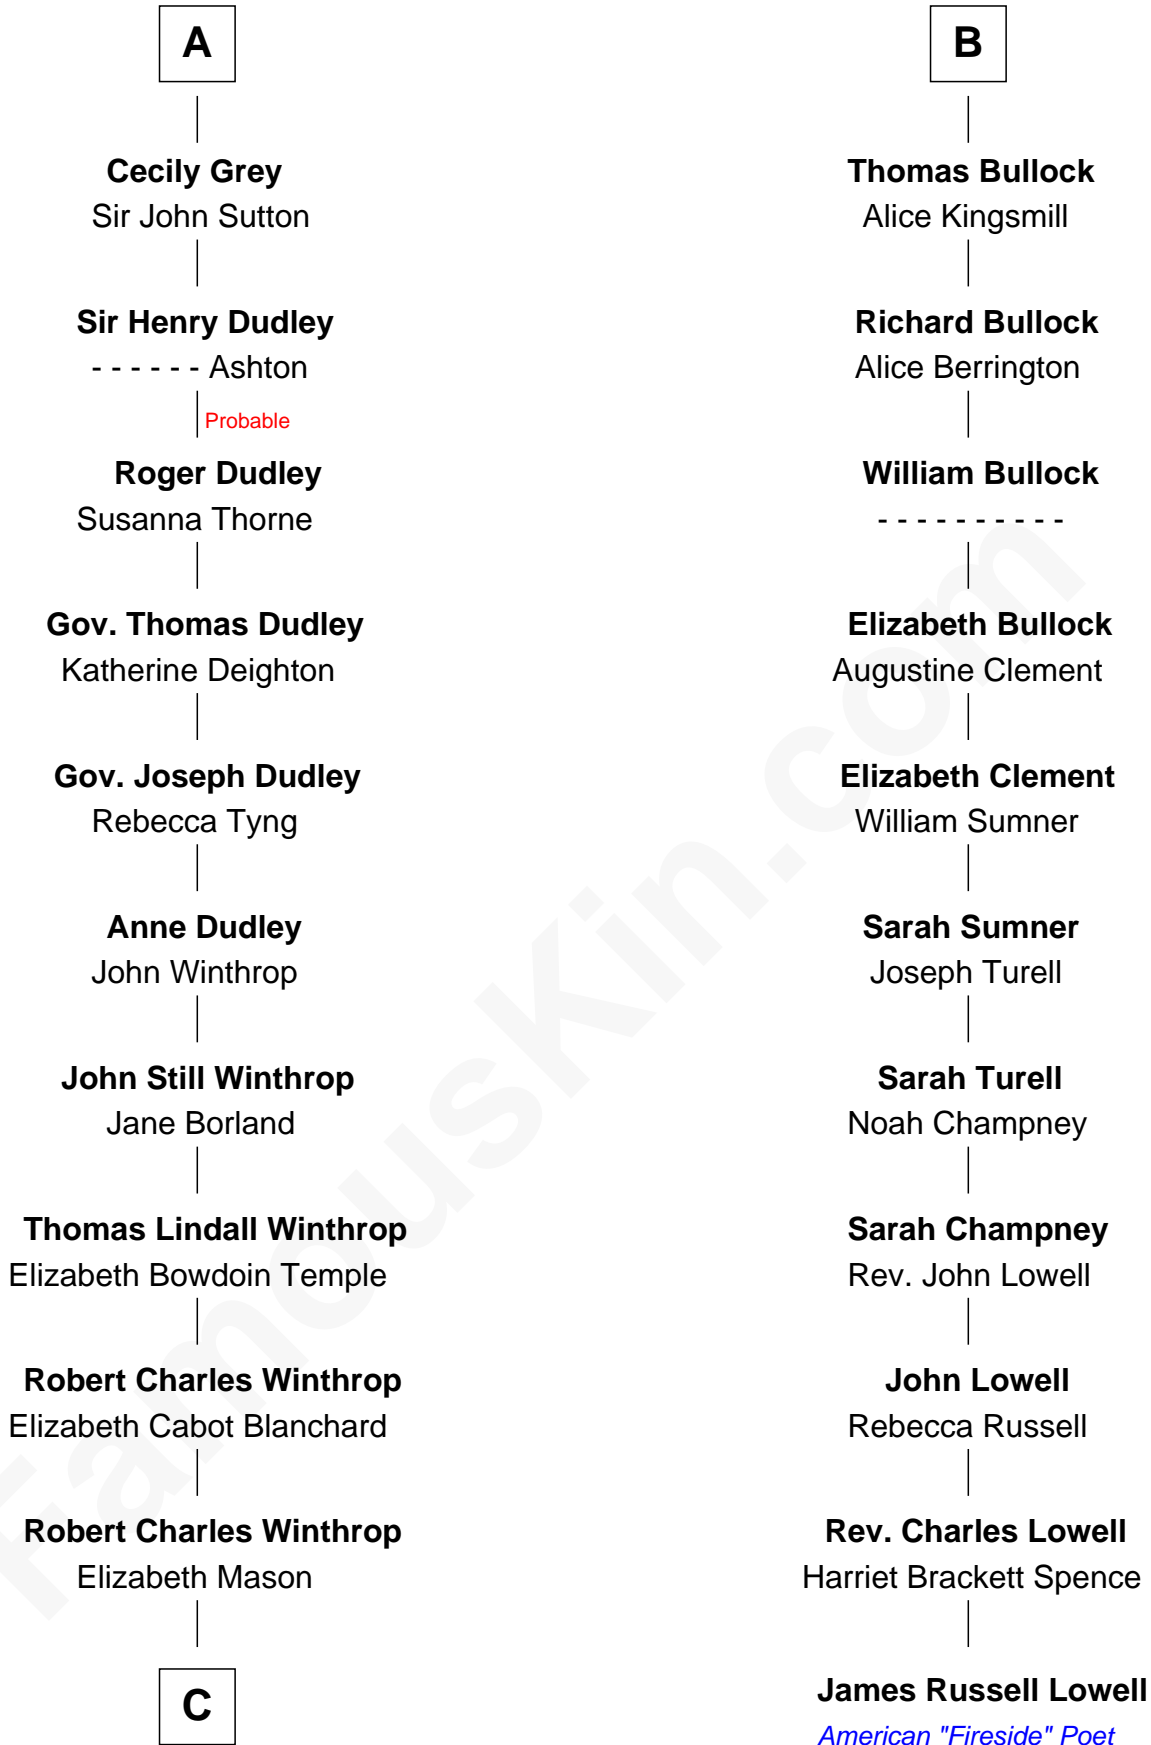 A
Cecily Grey
Sir John Sutton
Sir Henry Dudley
- - - - - - Ashton
Probable
Roger Dudley
Susanna Thorne
Gov. Thomas Dudley
Katherine Deighton
Gov. Joseph Dudley
Rebecca Tyng
Anne Dudley
John Winthrop
John Still Winthrop
Jane Borland
Thomas Lindall Winthrop
Elizabeth Bowdoin Temple
Robert Charles Winthrop
Elizabeth Cabot Blanchard
Robert Charles Winthrop
Elizabeth Mason
C
B
Thomas Bullock
Alice Kingsmill
Richard Bullock
Alice Berrington
William Bullock
- - - - - - - - - -
Elizabeth Bullock
Augustine Clement
Elizabeth Clement
William Sumner
Sarah Sumner
Joseph Turell
Sarah Turell
Noah Champney
Sarah Champney
Rev. John Lowell
John Lowell
Rebecca Russell
Rev. Charles Lowell
Harriet Brackett Spence
James Russell Lowell
American "Fireside" Poet
FamousKin.com